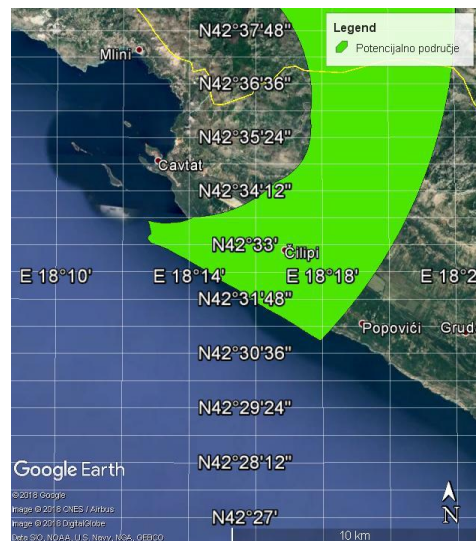 N42°37'48"
Legend
Potencijalno područje
Mlini
N42°36'36"
N42°35'24"
Cavtat
N42°34'12"
N42°33'
Čilipi
E 18°10'
E 18°14'
E 18°18'
E 18°2
N42°31'48"
Popovići
Grud
N42°30'36"
N42°29'24"
N42°28'12"
Google Earth
©2018 Google
Image ©2018 CNES / Airbus
Image ©2018 DigitalGlobe
Data SIO, NOAA, U.S. Navy, NGA, GEBCO
N42°27'
10 km
N